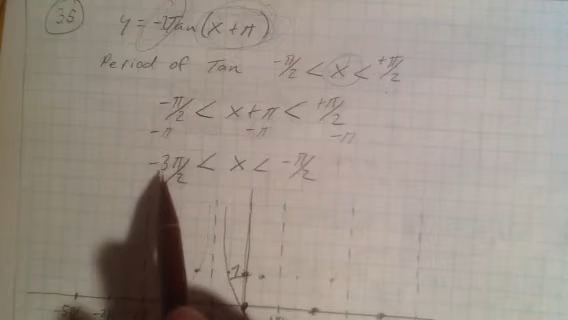 35
y = -2Tan(x+π)
Period of Tan -π/2 < x < +π/2
-π/2 < x+π < +π/2
-π -π -π
-3π/2 < x < -π/2